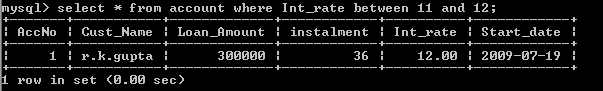 mysql> select * from account where Int_rate between 11 and 12;
+-------+-----------+-------------+------------+----------+------------+
| AccNo | Cust_Name | Loan_Amount | instalment | Int_rate | Start_date |
+-------+-----------+-------------+------------+----------+------------+
|     1 | r.k.gupta |      300000 |         36 |    12.00 | 2009-07-19 |
+-------+-----------+-------------+------------+----------+------------+
1 row in set (0.00 sec)